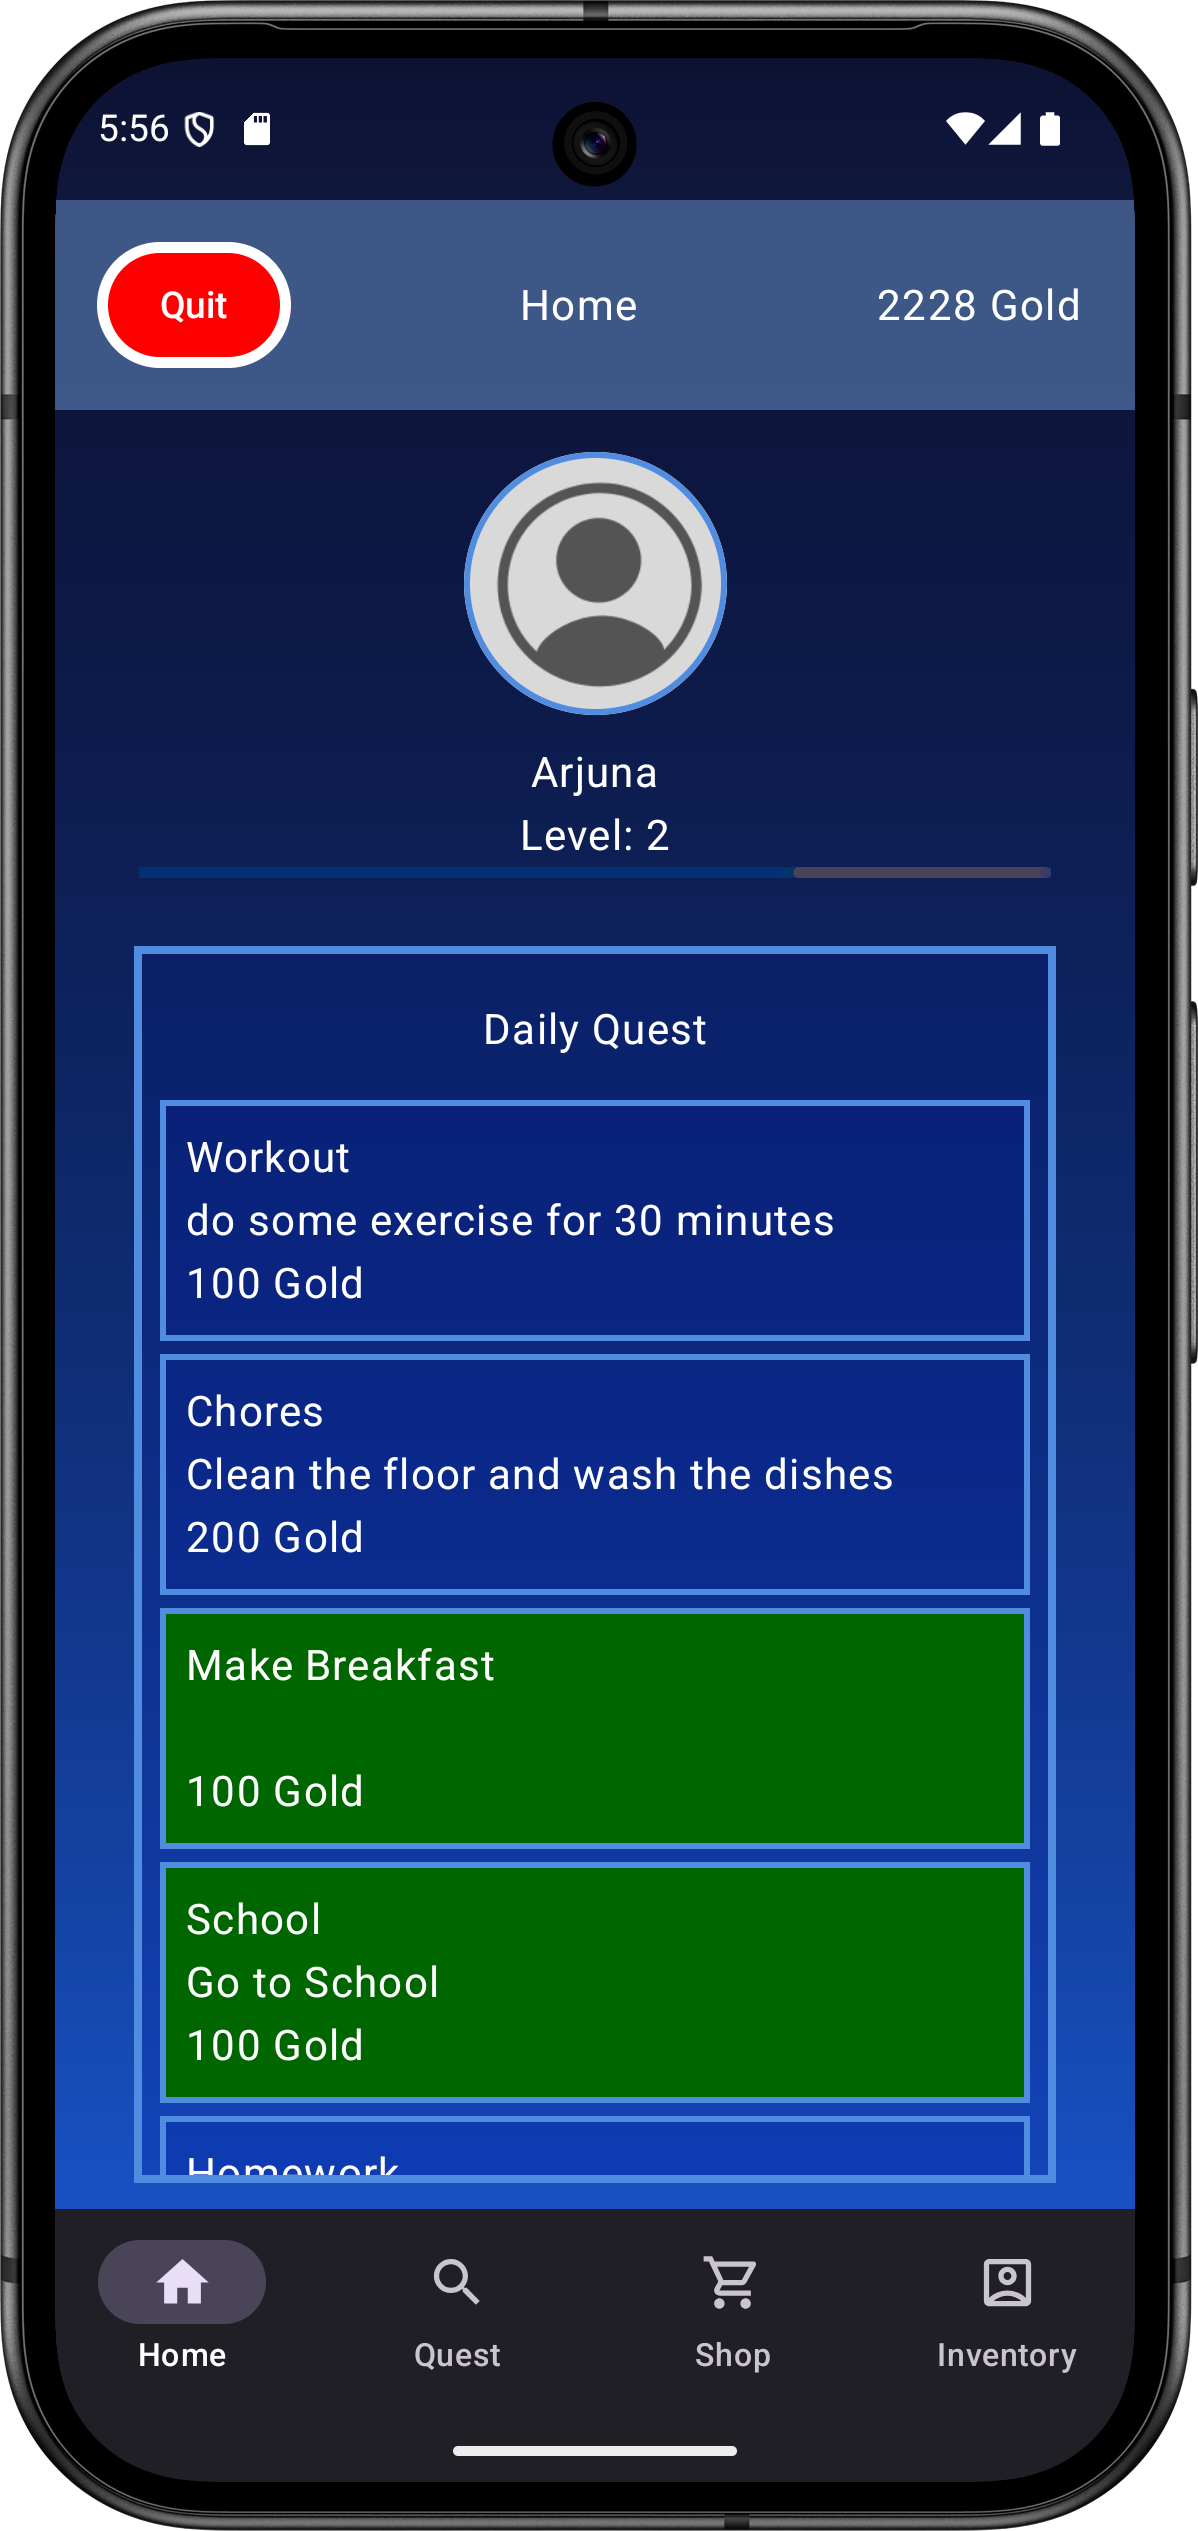 5:56
Quit
Home
2228 Gold
Arjuna
Level: 2
Daily Quest
Workout
do some exercise for 30 minutes
100 Gold
Chores
Clean the floor and wash the dishes
200 Gold
Make Breakfast
100 Gold
School
Go to School
100 Gold
Homework
Home
Quest
Shop
Inventory